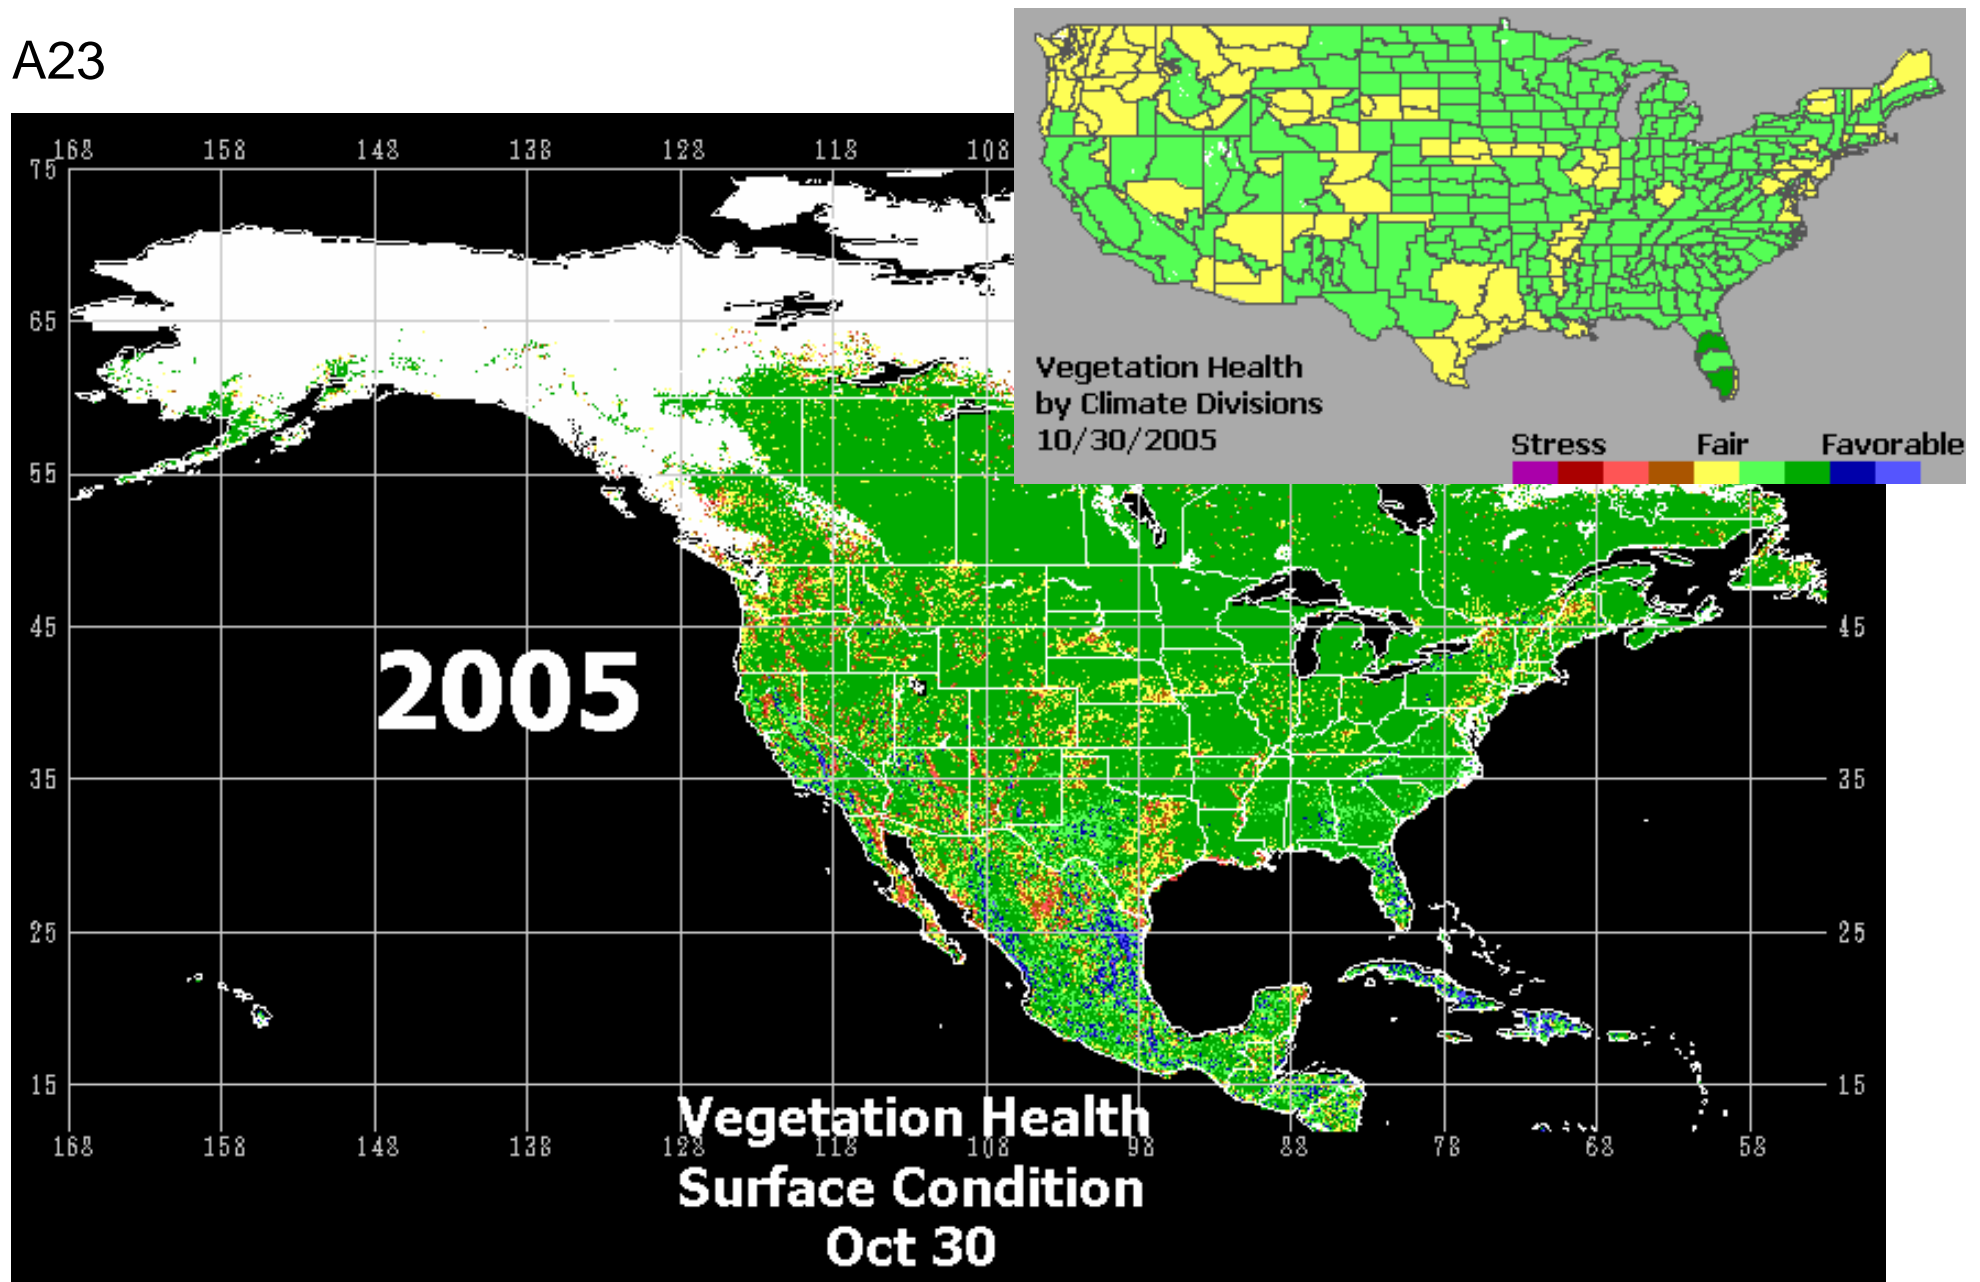 A23
168 158 148 138 128 118 108
75
65
55
45
35
25
15
Vegetation Health
by Climate Divisions
10/30/2005
Stress Fair Favorable
2005
45
35
25
15
Vegetation Health
168 158 148 138 128 118 108 98 88 78 68 58
Surface Condition
Oct 30